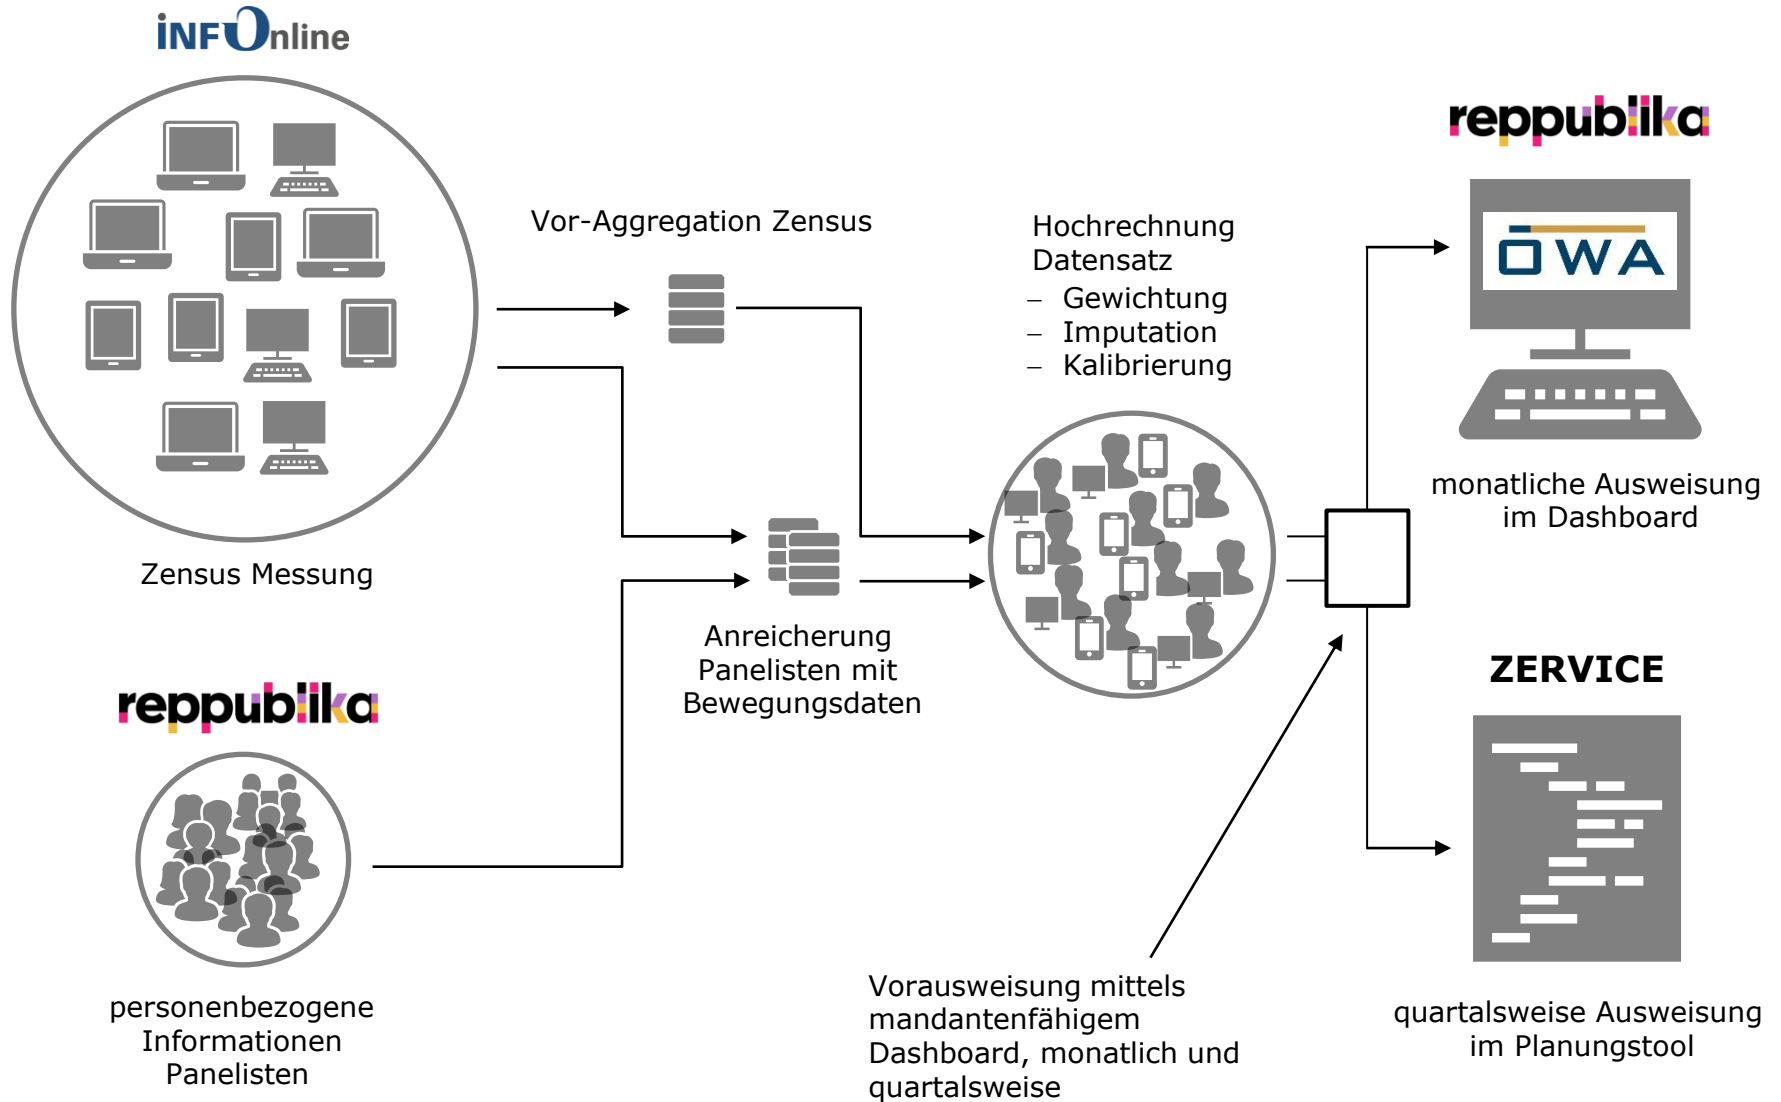 INFOnline
Zensus Messung
reppublika
personenbezogene
Informationen
Panelisten
Vor-Aggregation Zensus
Anreicherung
Panelisten mit
Bewegungsdaten
Hochrechnung
Datensatz
– Gewichtung
– Imputation
– Kalibrierung
Vorausweisung mittels
mandantenfähigem
Dashboard, monatlich und
quartalsweise
reppublika
ÖWA
monatliche Ausweisung
im Dashboard
ZERVICE
quartalsweise Ausweisung
im Planungstool